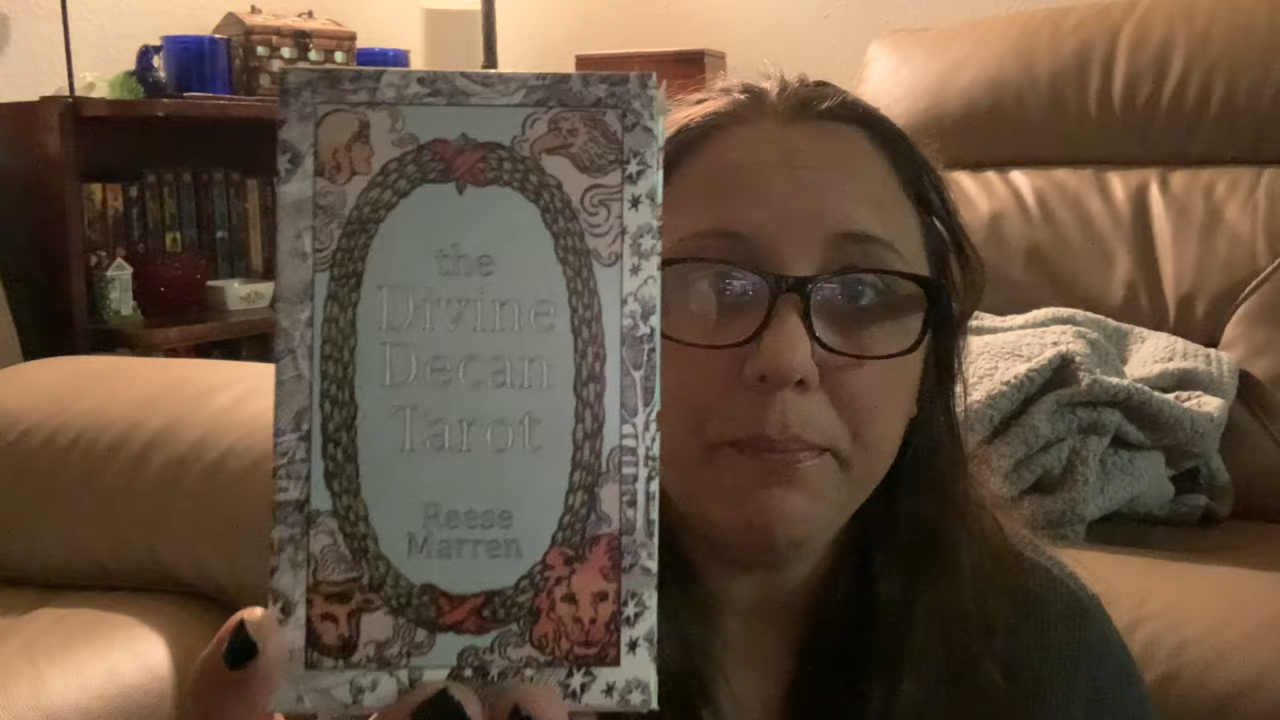 the
Divine
Decan
Tarot
Reese
Marren